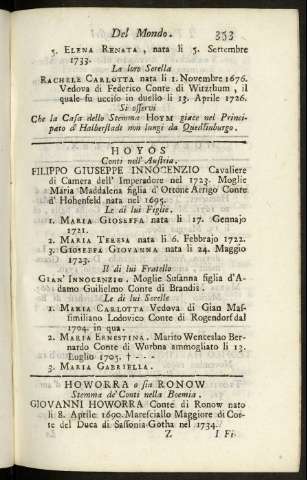 Del Mondo. 353
5. ELENA RENATA, nata li 5. Settembre
1733.
La loro Sorella
RACHELE CARLOTTA nata li 1. Novembre 1676.
Vedova di Federico Conte di Witzthum, il
quale fu ucciso in duello li 13. Aprile 1726.
Si osservi
Che la Casa dello Stemma HOYM giace nel Princi-
pato d'Halberstadt non lungi da Quedlinburgo.
HOYOS
Conti nell'Austria.
FILIPPO GIUSEPPE INNOCENZIO Cavaliere
di Camera dell' Imperadore nel 1723. Moglie
Maria Maddalena figlia d'Ottone Arrigo Conte
d'Hohenfeld nata nel 1695.
Le di lui Figlie.
1. MARIA GIOSEFFA nata li 17. Gennajo
1721.
2. MARIA TERESA nata li 6. Febbrajo 1722.
3. GIOSEFFA GIOVANNA nata li 24. Maggio
1723.
Il di lui Fratello
GIAN' INNOCENZIO. Moglie Susanna figlia d'A-
damo Guihelmo Conte di Brandis.
Le di lui Sorelle
1. MARIA CARLOTTA Vedova di Gian Mas-
similiano Lodovico Conte di Rogendorf dal
1704. in qua.
2. MARIA ERNESTINA. Marito Wenceslao Ber-
nardo Conte di Wurbna ammogliato li 13.
Luglio 1703. † - - -
3. MARIA GABRIELLA.
HOWORRA o sia RONOW
Stemma de' Conti nella Boemia.
GIOVANNI HOWORRA Conte di Ronow nato
li 8. Aprile 1690. Maresciallo Maggiore di Cor-
te del Duca di Sassonia-Gotha nel 1734.
Z I Fi-